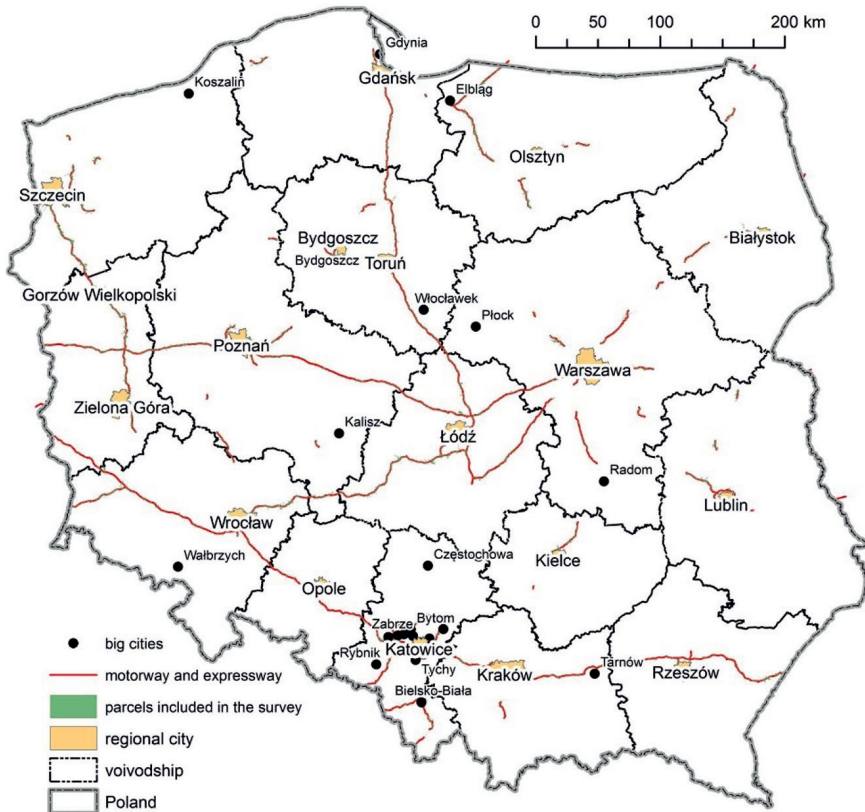 0 50 100 200 km
Gdynia
Gdańsk
Koszalin
Elbląg
Olsztyn
Szczecin
Białystok
Bydgoszcz
Bydgoszcz
Toruń
Gorzów Wielkopolski
Włocławek
Płock
Poznań
Warszawa
Zielona Góra
Kalisz
Łódź
Radom
Lublin
Wrocław
Wałbrzych
Częstochowa
Kielce
Opole
Zabrze
Bytom
Katowice
Rybnik
Tychy
Kraków
Tarnów
Rzeszów
Bielsko-Biała
big cities
motorway and expressway
parcels included in the survey
regional city
voivodship
Poland